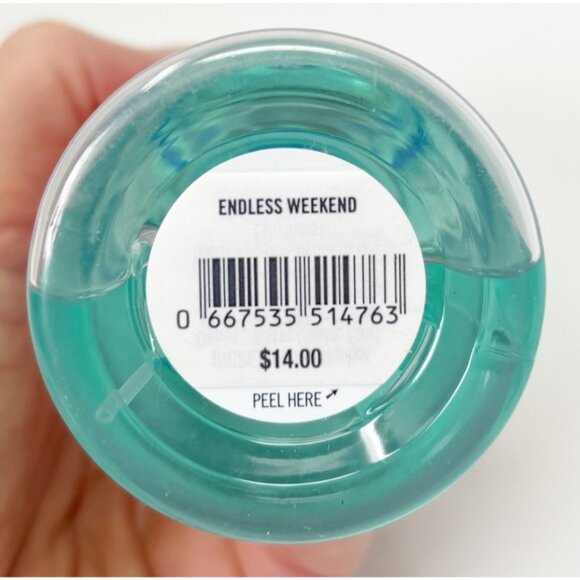 ENDLESS WEEKEND
0 667535 514763
$14.00
PEEL HERE